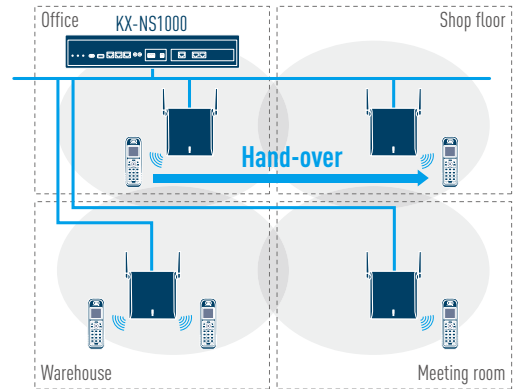 Office
KX-NS1000
Shop floor
Hand-over
Warehouse
Meeting room